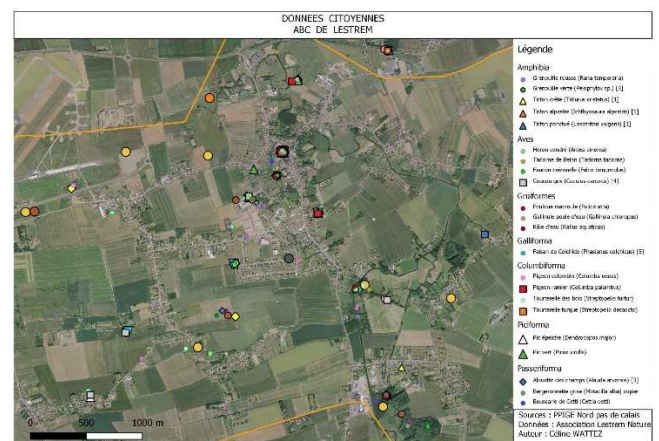 DONNEES CITOYENNES
ABC DE LESTREM
Légende
Amphibia
Grenouille rousse (Rana temporaria)
Grenouille verte (Pelophylax sp.) [3]
Triton crêté (Triturus cristatus) [1]
Triton alpestre (Ichthyosaura alpestris) [1]
Triton ponctué (Lissotriton vulgaris) [1]
Aves
Héron cendré (Ardea cinerea)
Tadorne de Belon (Tadorna tadorna)
Faucon crécerelle (Falco tinnunculus)
Coucou gris (Cuculus canorus) [4]
Gruiformes
Foulque macroule (Fulica atra)
Gallinule poule d'eau (Gallinula chloropus)
Râle d'eau (Rallus aquaticus)
Galliforma
Faisan de Colchide (Phasianus colchicus) [5]
Columbiforma
Pigeon colombin (Columba oenas)
Pigeon ramier (Columba palumbus)
Tourterelle des bois (Streptopelia turtur)
Tourterelle turque (Streptopelia decaocto)
Piciforma
Pic épeiche (Dendrocopos major)
Pic vert (Picus viridis)
Passeriforma
Alouette des champs (Alauda arvensis) [3]
Bergeronnette grise (Motacilla alba) copier
Bouscarle de Cetti (Cettia cetti)
Sources : PPIGE Nord pas de calais
Données : Association Lestrem Nature
Auteur : Céline WATTEZ
0 500 1000 m